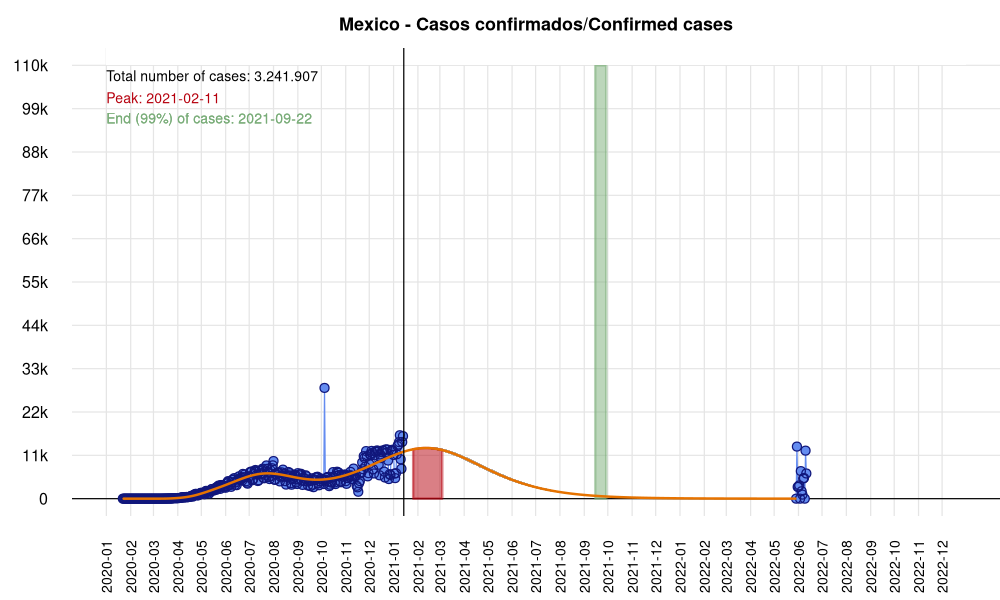 Mexico - Casos confirmados/Confirmed cases
Total number of cases: 3.241.907
Peak: 2021-02-11
End (99%) of cases: 2021-09-22
110k
99k
88k
77k
66k
55k
44k
33k
22k
11k
0
2020-01
2020-02
2020-03
2020-04
2020-05
2020-06
2020-07
2020-08
2020-09
2020-10
2020-11
2020-12
2021-01
2021-02
2021-03
2021-04
2021-05
2021-06
2021-07
2021-08
2021-09
2021-10
2021-11
2021-12
2022-01
2022-02
2022-03
2022-04
2022-05
2022-06
2022-07
2022-08
2022-09
2022-10
2022-11
2022-12